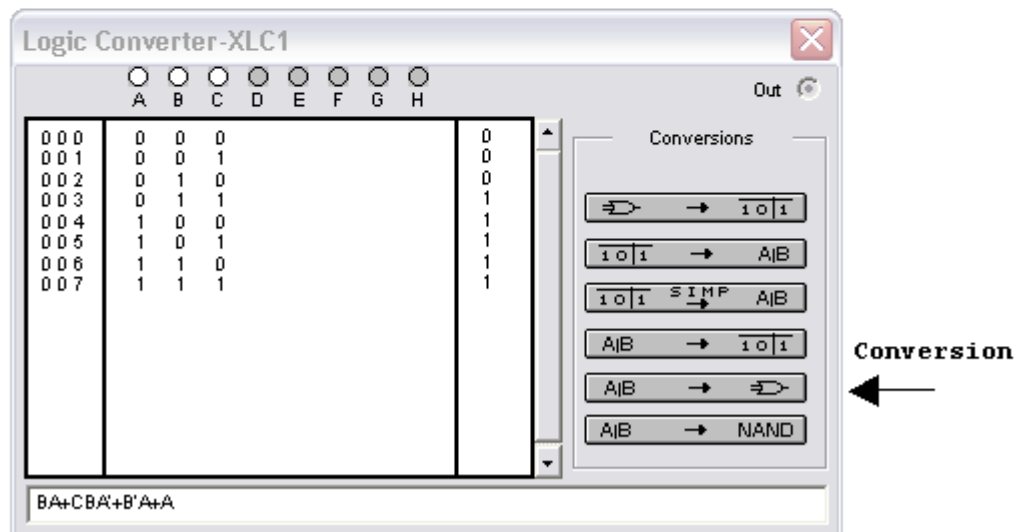 Logic Converter-XLC1
A B C D E F G H
Out
000 0 0 0 0
001 0 0 1 0
002 0 1 0 0
003 0 1 1 1
004 1 0 0 1
005 1 0 1 1
006 1 1 0 1
007 1 1 1 1
Conversions
→ 1 0|1
1 0|1 → A|B
1 0|1 SIMP → A|B
A|B → 1 0|1
A|B →
A|B → NAND
Conversion
BA+CBA'+B'A+A